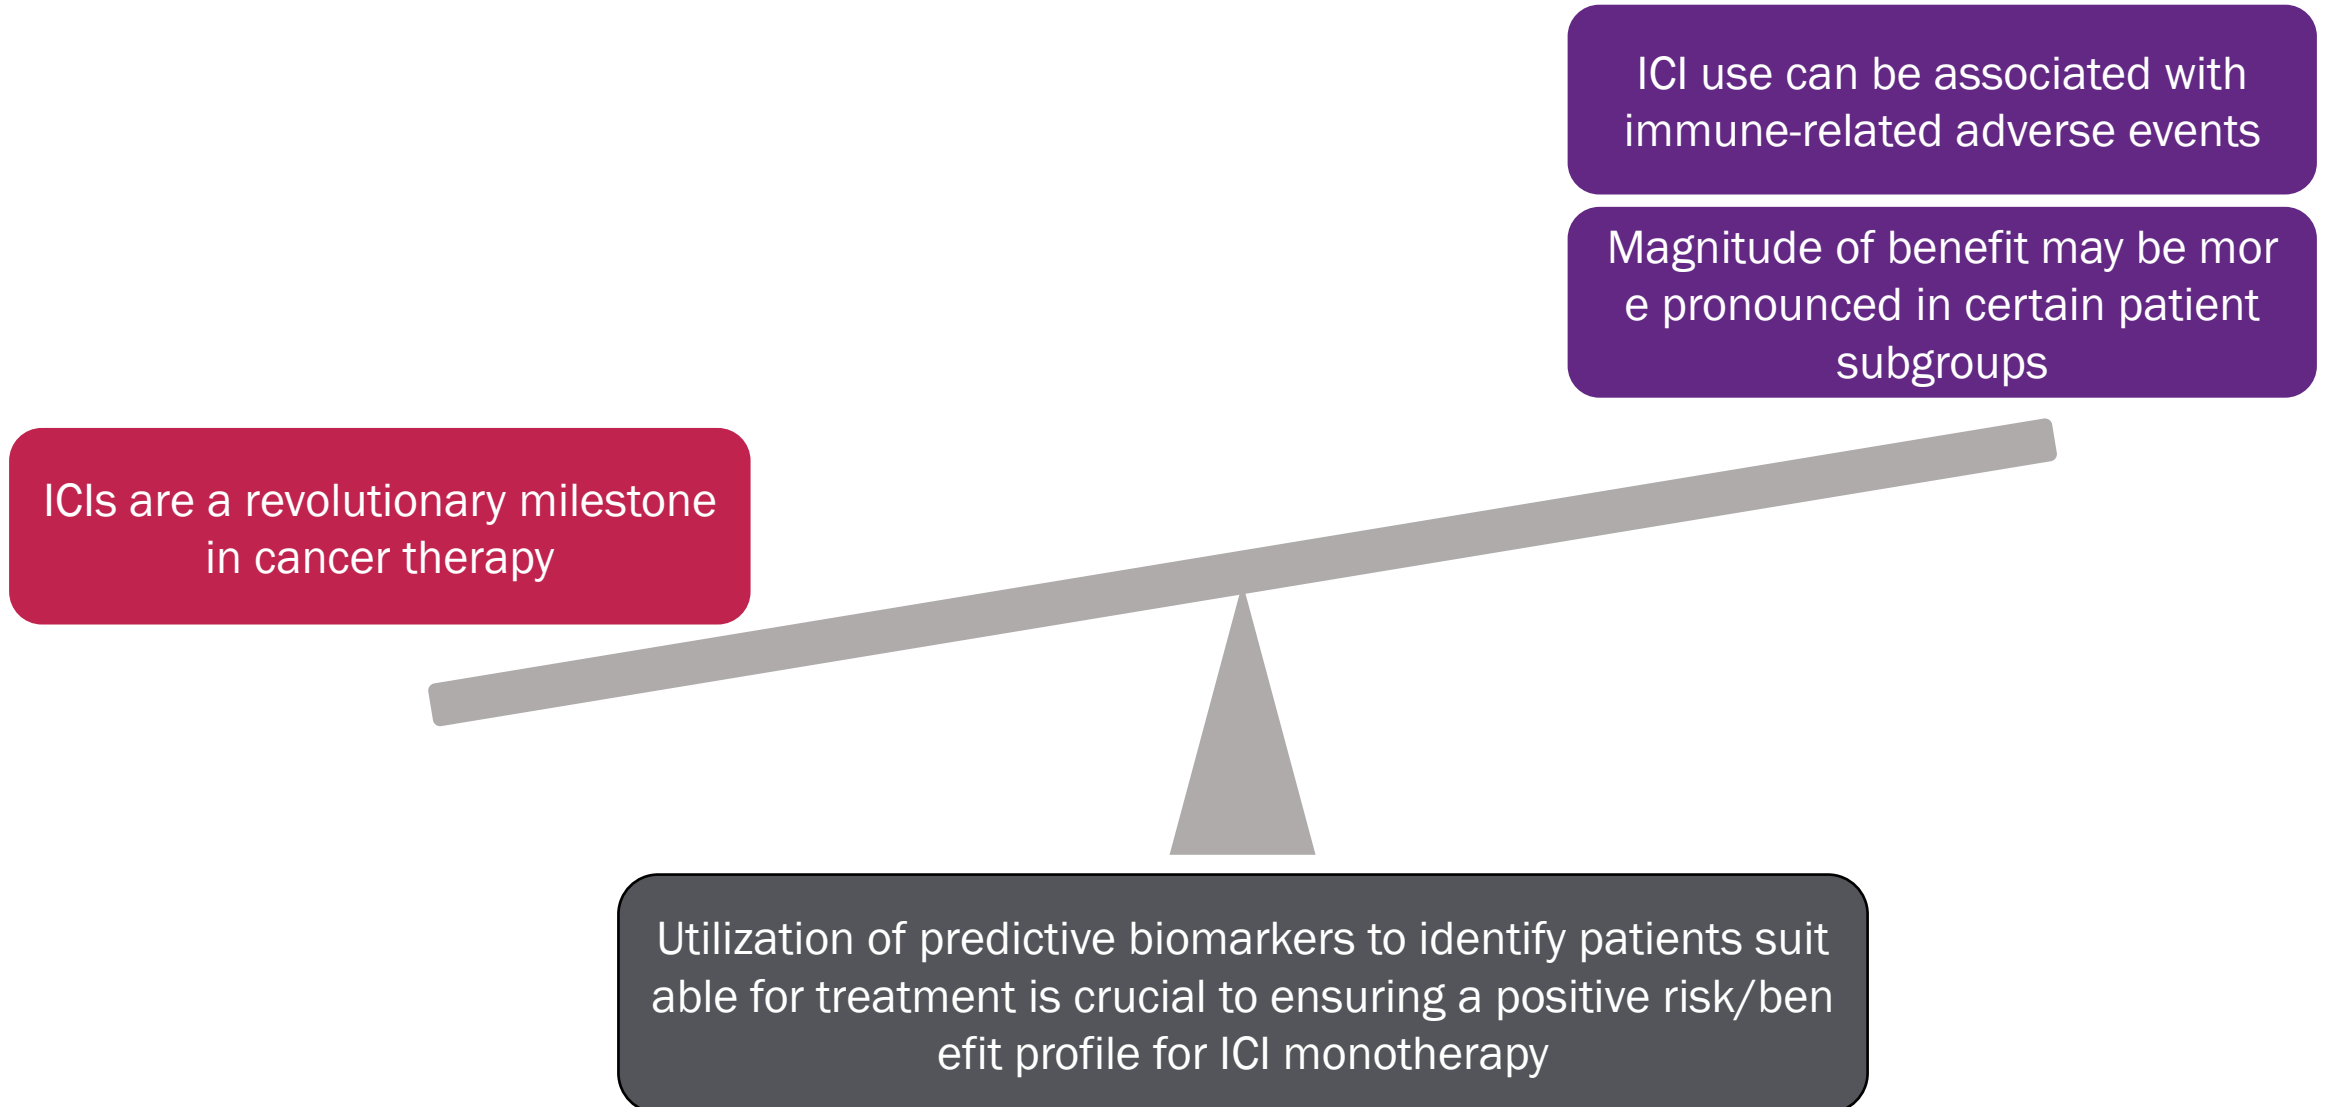 ICI use can be associated with
immune-related adverse events
Magnitude of benefit may be mor
e pronounced in certain patient
subgroups
ICIs are a revolutionary milestone
in cancer therapy
Utilization of predictive biomarkers to identify patients suit
able for treatment is crucial to ensuring a positive risk/ben
efit profile for ICI monotherapy